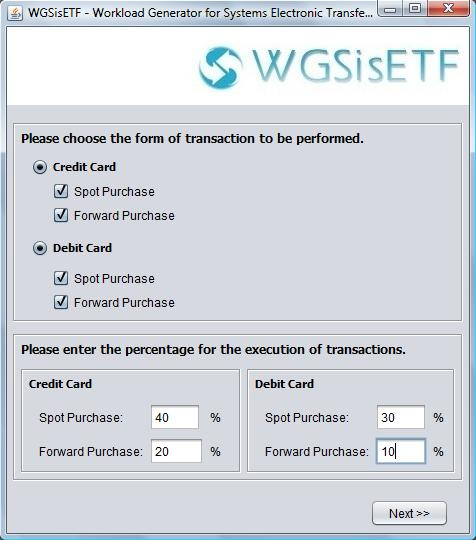 WGSisETF - Workload Generator for Systems Electronic Transfe...
WGSisETF
Please choose the form of transaction to be performed.
Credit Card
Spot Purchase
Forward Purchase
Debit Card
Spot Purchase
Forward Purchase
Please enter the percentage for the execution of transactions.
Credit Card
Spot Purchase: 40 %
Forward Purchase: 20 %
Debit Card
Spot Purchase: 30 %
Forward Purchase: 10 %
Next >>